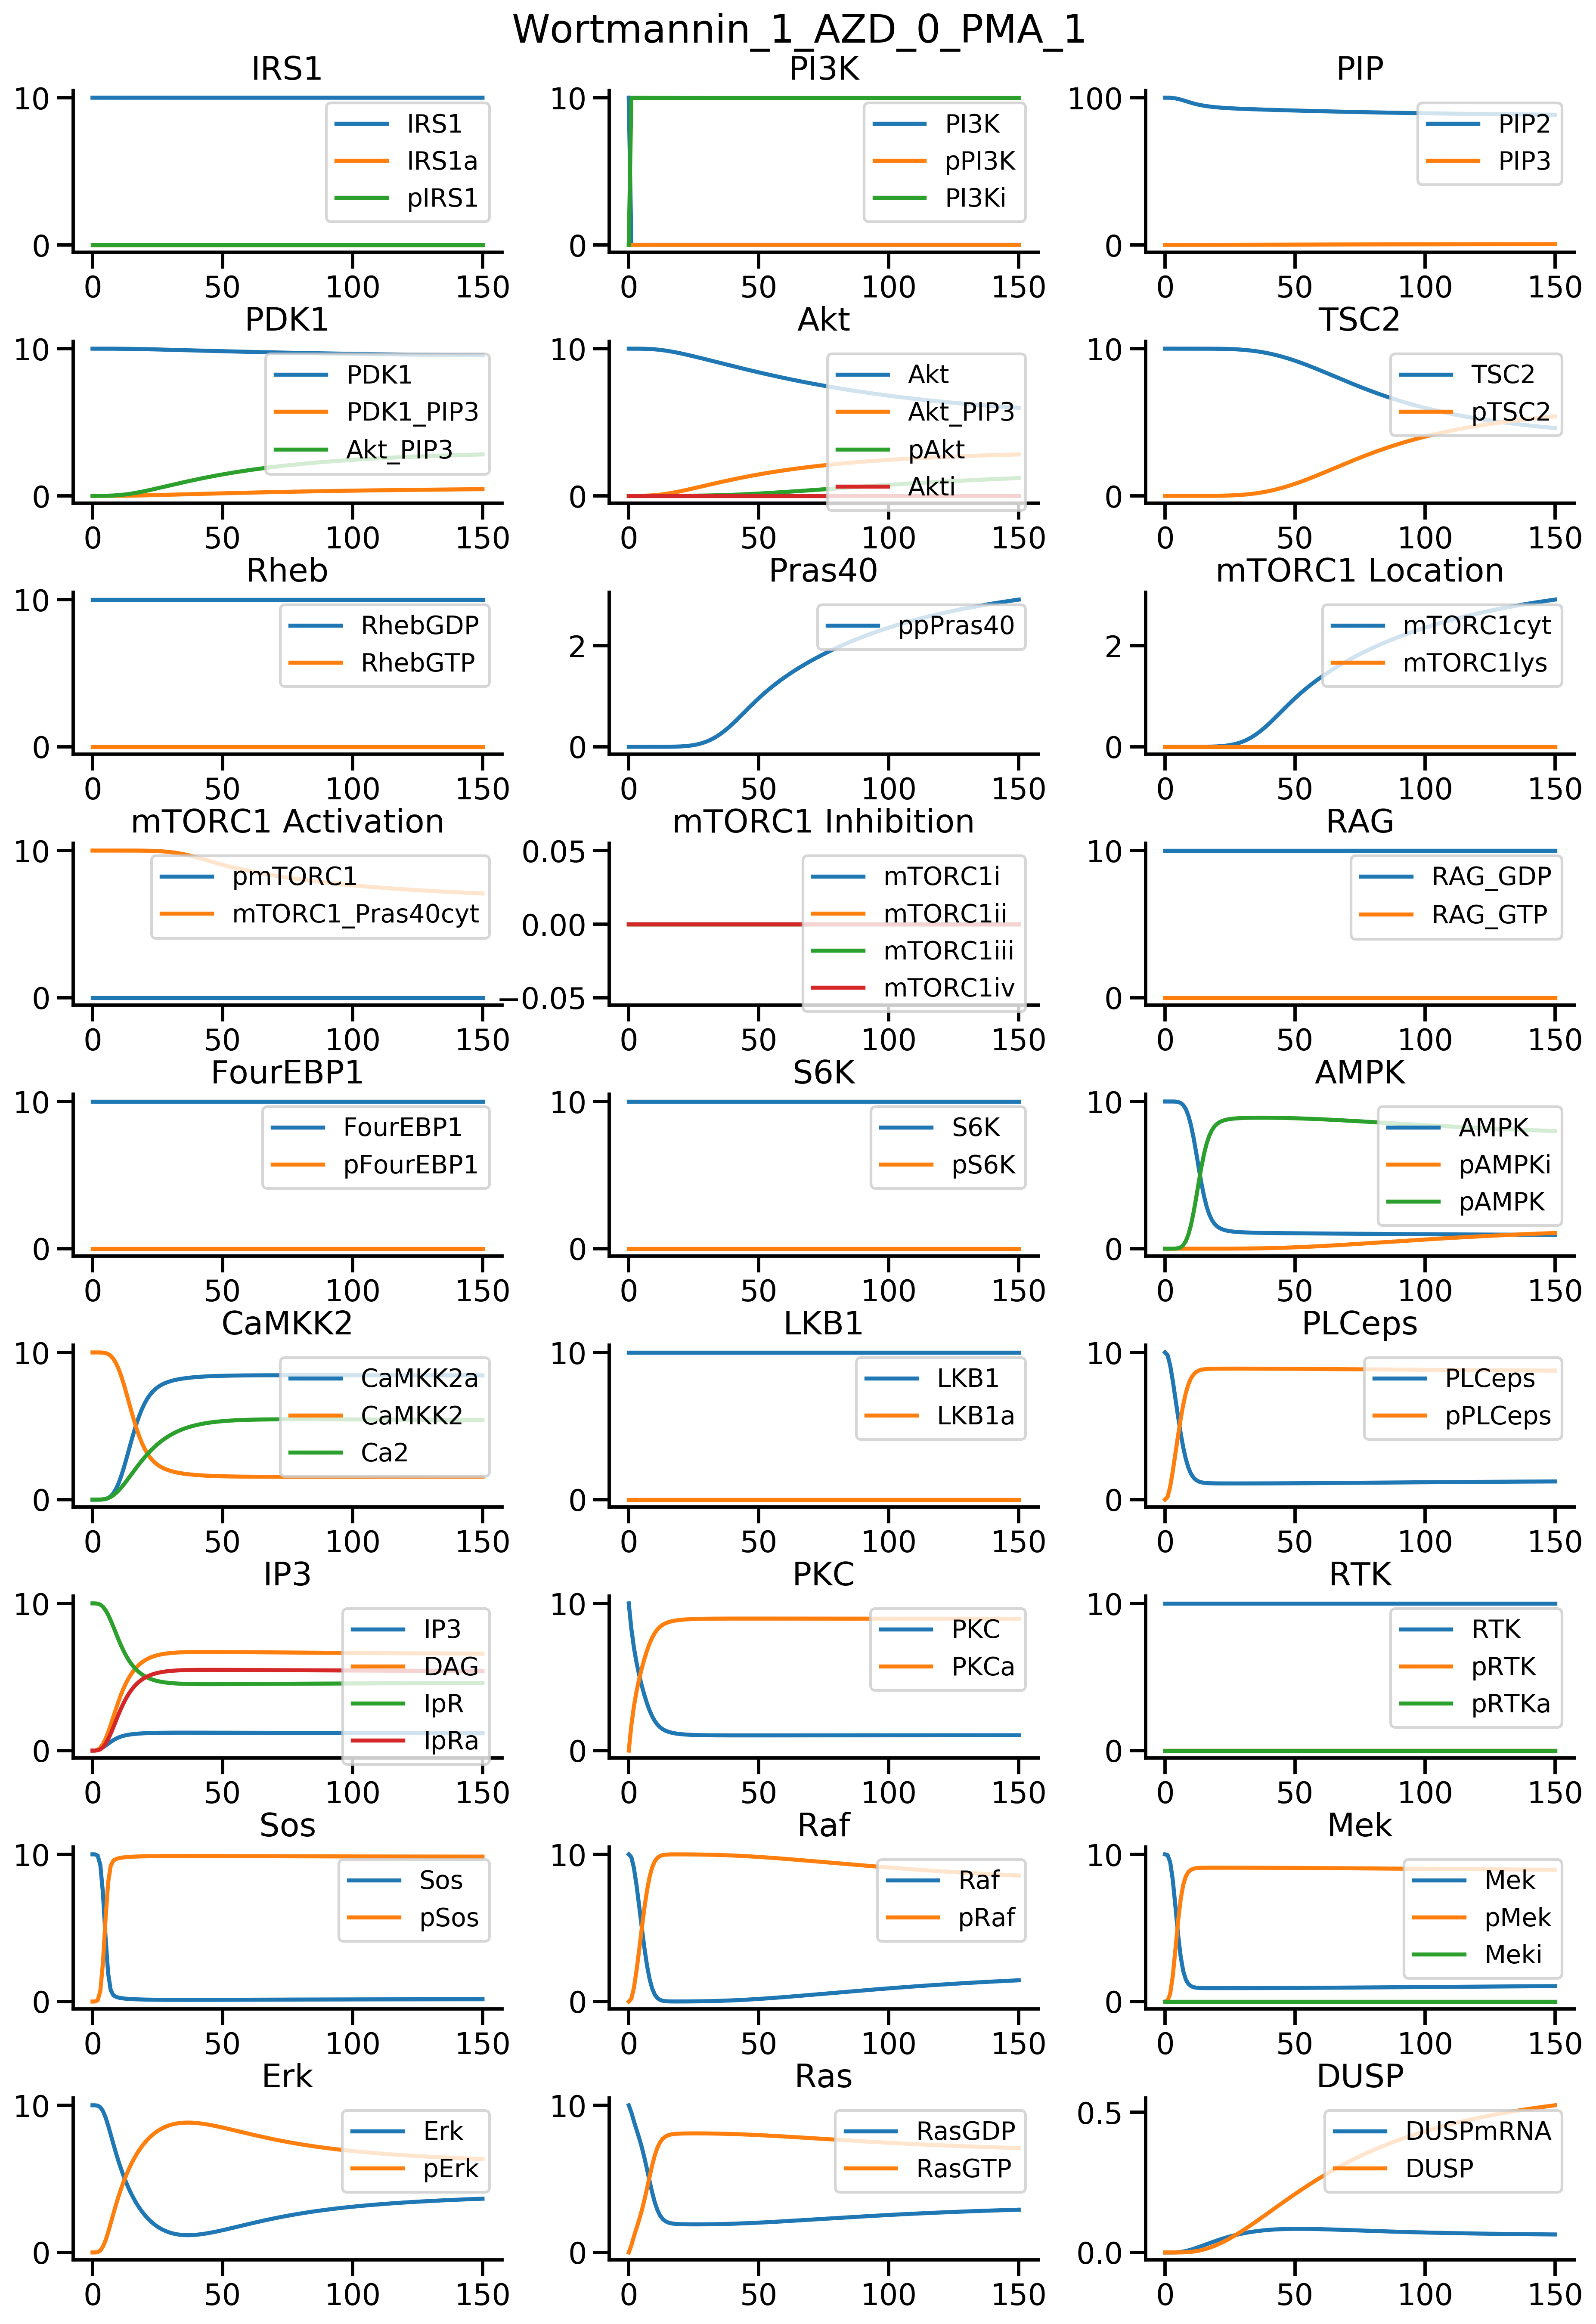 Wortmannin_1_AZD_0_PMA_1
IRS1
10
0
0 50 100 150
IRS1
IRS1a
pIRS1
PI3K
10
0
0 50 100 150
PI3K
pPI3K
PI3Ki
PIP
100
0
0 50 100 150
PIP2
PIP3
PDK1
10
0
0 50 100 150
PDK1
PDK1_PIP3
Akt_PIP3
Akt
10
0
0 50 100 150
Akt
Akt_PIP3
pAkt
Akti
TSC2
10
0
0 50 100 150
TSC2
pTSC2
Rheb
10
0
0 50 100 150
RhebGDP
RhebGTP
Pras40
2
0
0 50 100 150
ppPras40
mTORC1 Location
2
0
0 50 100 150
mTORC1cyt
mTORC1lys
mTORC1 Activation
10
0
0 50 100 150
pmTORC1
mTORC1_Pras40cyt
mTORC1 Inhibition
0.05
0.00
−0.05
0 50 100 150
mTORC1i
mTORC1ii
mTORC1iii
mTORC1iv
RAG
10
0
0 50 100 150
RAG_GDP
RAG_GTP
FourEBP1
10
0
0 50 100 150
FourEBP1
pFourEBP1
S6K
10
0
0 50 100 150
S6K
pS6K
AMPK
10
0
0 50 100 150
AMPK
pAMPKi
pAMPK
CaMKK2
10
0
0 50 100 150
CaMKK2a
CaMKK2
Ca2
LKB1
10
0
0 50 100 150
LKB1
LKB1a
PLCeps
10
0
0 50 100 150
PLCeps
pPLCeps
IP3
10
0
0 50 100 150
IP3
DAG
IpR
IpRa
PKC
10
0
0 50 100 150
PKC
PKCa
RTK
10
0
0 50 100 150
RTK
pRTK
pRTKa
Sos
10
0
0 50 100 150
Sos
pSos
Raf
10
0
0 50 100 150
Raf
pRaf
Mek
10
0
0 50 100 150
Mek
pMek
Meki
Erk
10
0
0 50 100 150
Erk
pErk
Ras
10
0
0 50 100 150
RasGDP
RasGTP
DUSP
0.5
0.0
0 50 100 150
DUSPmRNA
DUSP